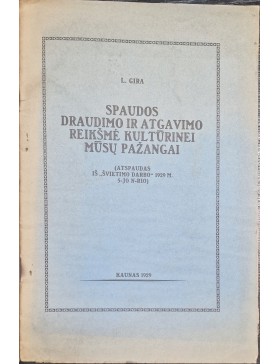 L. GIRA
SPAUDOS
DRAUDIMO IR ATGAVIMO
REIKŠMĖ KULTŪRINEI
MŪSŲ PAŽANGAI
(ATSPAUDAS
IŠ „ŠVIETIMO DARBO" 1929 M.
5-JO N-RIO)
KAUNAS 1929